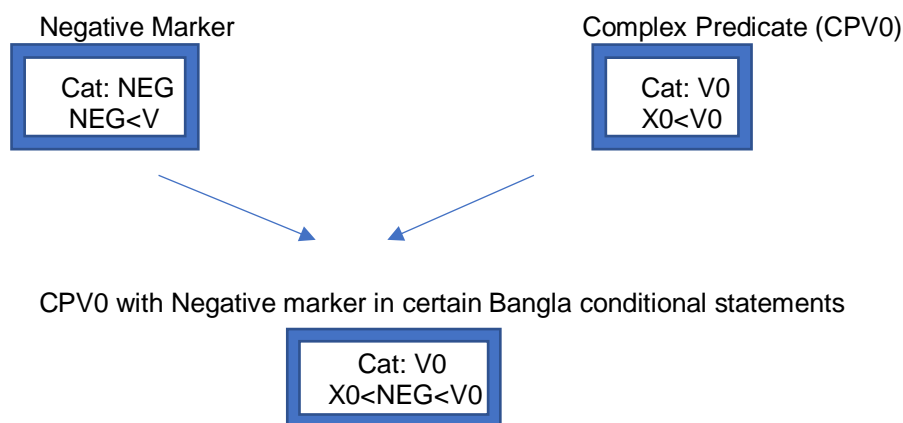 Negative Marker
Complex Predicate (CPV0)
Cat: NEG
NEG<V
Cat: V0
X0<V0
CPV0 with Negative marker in certain Bangla conditional statements
Cat: V0
X0<NEG<V0